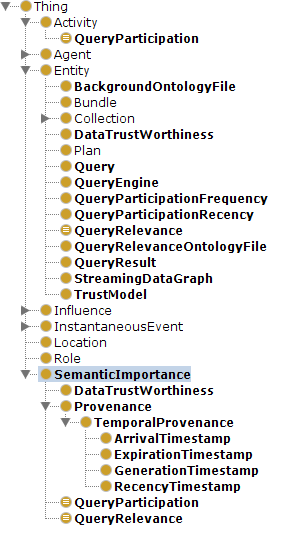 Thing
Activity
QueryParticipation
Agent
Entity
BackgroundOntologyFile
Bundle
Collection
DataTrustWorthiness
Plan
Query
QueryEngine
QueryParticipationFrequency
QueryParticipationRecency
QueryRelevance
QueryRelevanceOntologyFile
QueryResult
StreamingDataGraph
TrustModel
Influence
InstantaneousEvent
Location
Role
SemanticImportance
DataTrustWorthiness
Provenance
TemporalProvenance
ArrivalTimestamp
ExpirationTimestamp
GenerationTimestamp
RecencyTimestamp
QueryParticipation
QueryRelevance